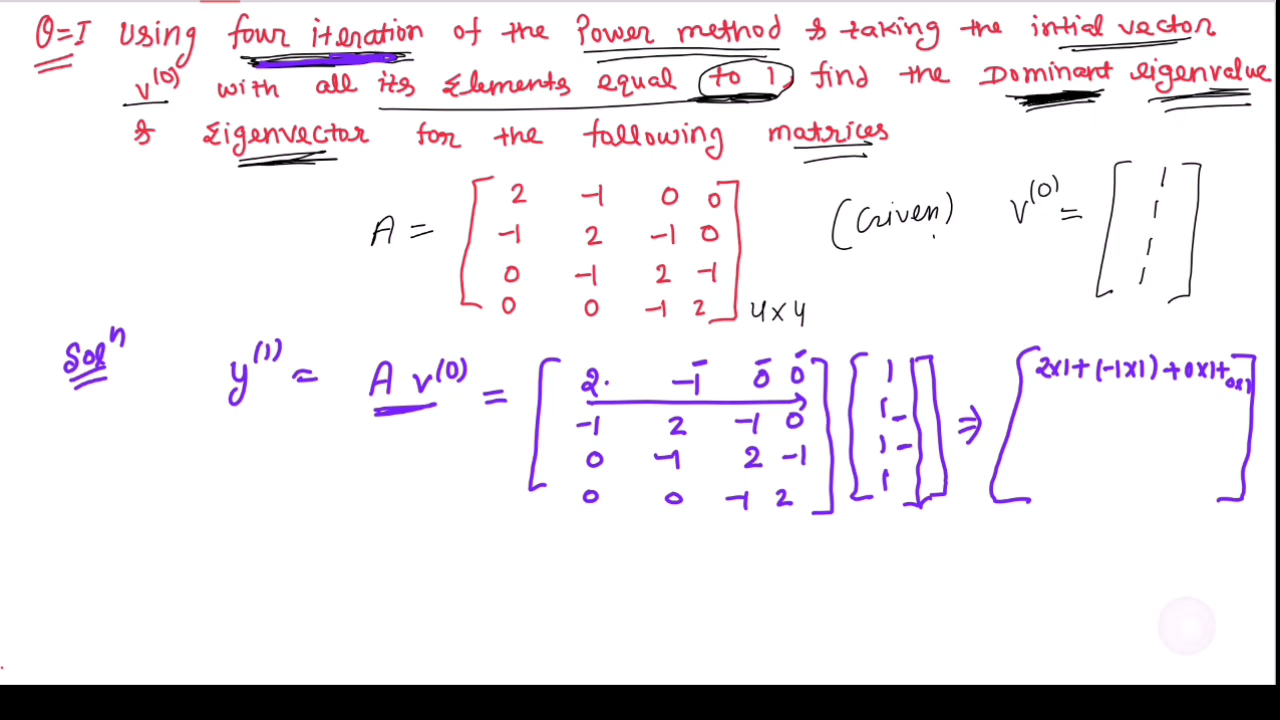 Q=I Using four iteration of the Power method & taking the intial vector
v^(0) with all its Elements equal to 1, find the Dominant eigenvalue
& Eigenvector for the following matrices
A = [ 2 -1 0 0 ] (Given) v^(0) = [ 1 ]
[ -1 2 -1 0 ] [ 1 ]
[ 0 -1 2 -1 ] [ 1 ]
[ 0 0 -1 2 ] 4×4 [ 1 ]
Sol^n y^(1) = A v^(0) = [ 2. -1 0 0 ] [ 1 ] ⇒ [ 2×1+(-1×1)+0×1+0×1 ]
[ -1 2 -1 0 ] [ 1 ]
[ 0 -1 2 -1 ] [ 1 ]
[ 0 0 -1 2 ] [ 1 ]